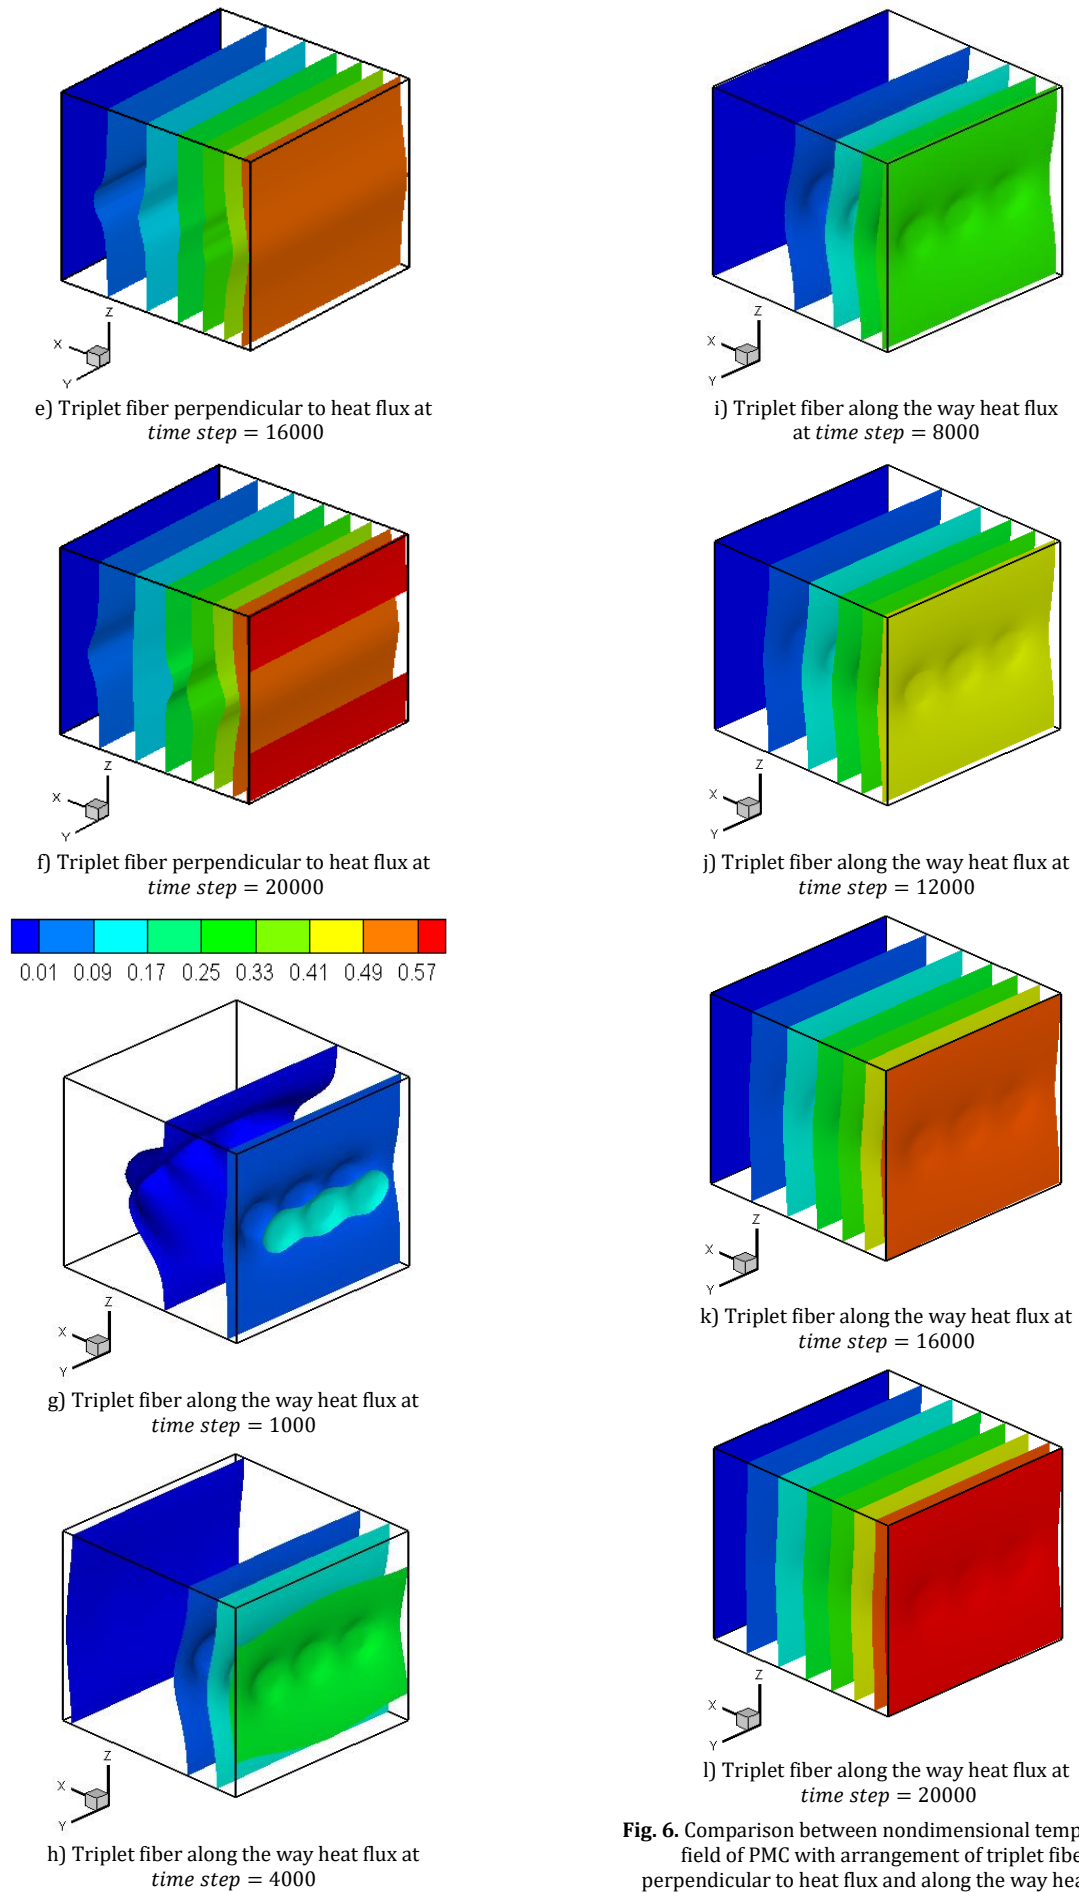 X
Y
Z
e) Triplet fiber perpendicular to heat flux at
time step = 16000
X
Y
Z
f) Triplet fiber perpendicular to heat flux at
time step = 20000
0.01 0.09 0.17 0.25 0.33 0.41 0.49 0.57
X
Y
Z
g) Triplet fiber along the way heat flux at
time step = 1000
X
Y
Z
h) Triplet fiber along the way heat flux at
time step = 4000
X
Y
Z
i) Triplet fiber along the way heat flux
at time step = 8000
X
Y
Z
j) Triplet fiber along the way heat flux at
time step = 12000
X
Y
Z
k) Triplet fiber along the way heat flux at
time step = 16000
X
Y
Z
l) Triplet fiber along the way heat flux at
time step = 20000
Fig. 6. Comparison between nondimensional temp
field of PMC with arrangement of triplet fibe
perpendicular to heat flux and along the way hea